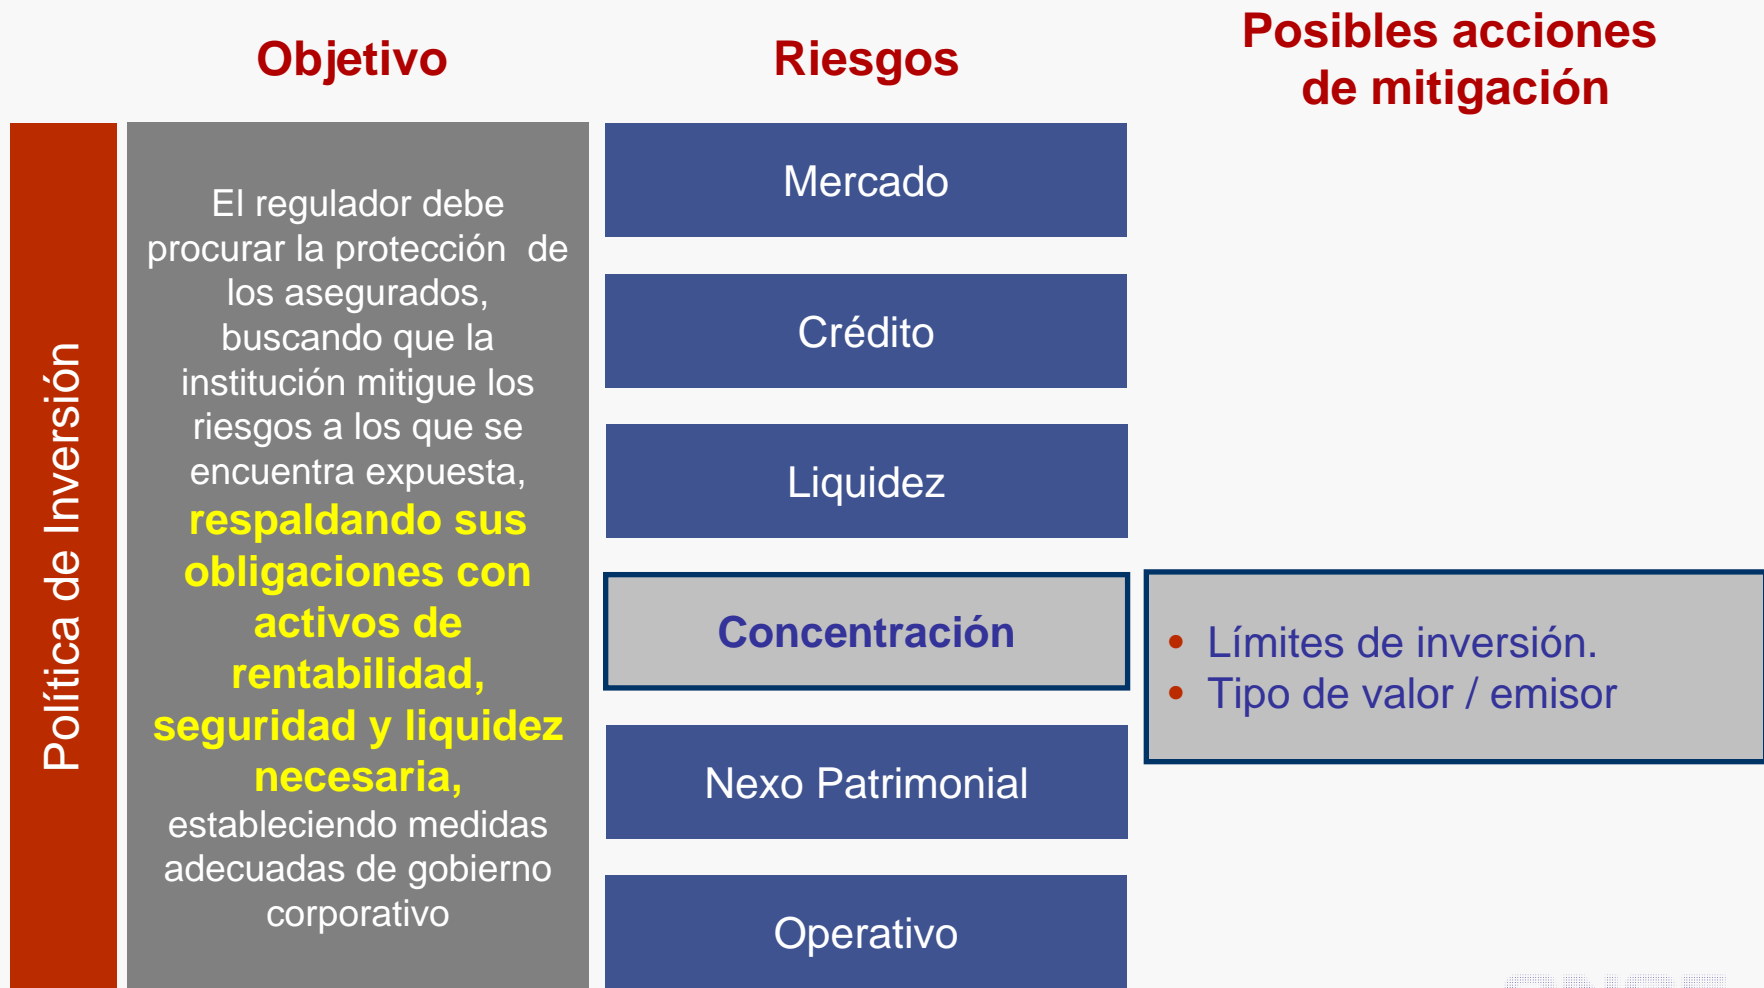 Objetivo
Riesgos
Posibles acciones
de mitigación
Política de Inversión
El regulador debe
procurar la protección de
los asegurados,
buscando que la
institución mitigue los
riesgos a los que se
encuentra expuesta,
respaldando sus
obligaciones con
activos de
rentabilidad,
seguridad y liquidez
necesaria,
estableciendo medidas
adecuadas de gobierno
corporativo
Mercado
Crédito
Liquidez
Concentración
Nexo Patrimonial
Operativo
• Límites de inversión.
• Tipo de valor / emisor